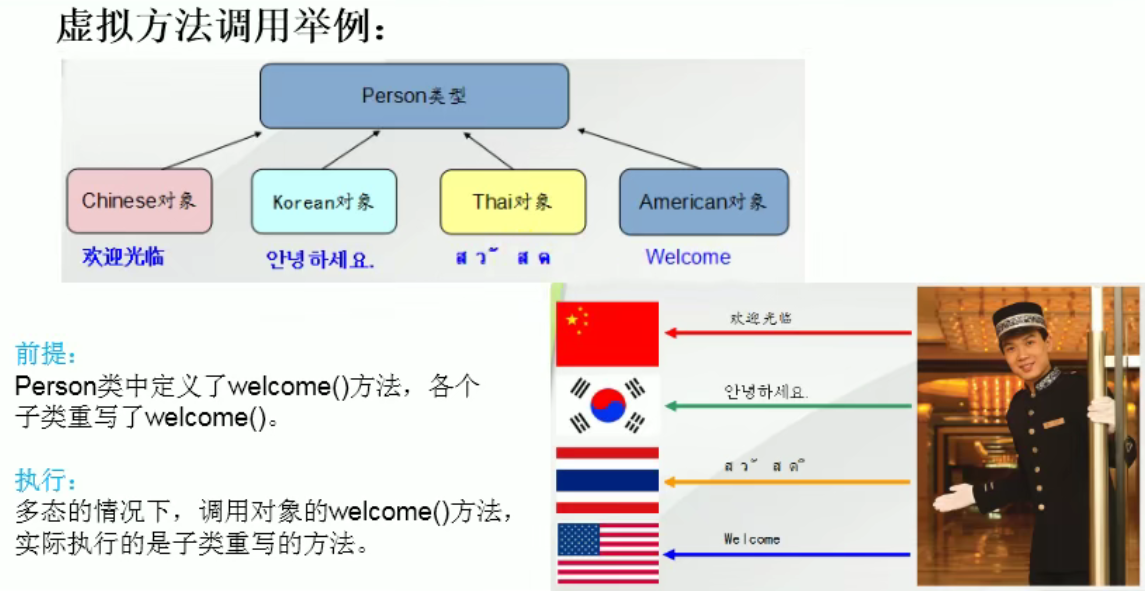 虚拟方法调用举例：
Person类型
Chinese对象
Korean对象
Thai对象
American对象
欢迎光临
안녕하세요.
ส ว ั ส ด
Welcome
前提：
Person类中定义了welcome()方法，各个
子类重写了welcome()。
执行：
多态的情况下，调用对象的welcome()方法，
实际执行的是子类重写的方法。
欢迎光临
안녕하세요.
ส ว ั ส ด ี
Welcome